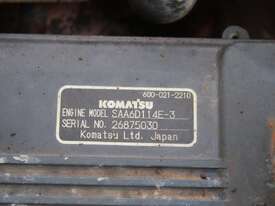 600-021-2210
KOMATSU
ENGINE MODEL SAA6D114E-3
SERIAL NO. 26875030
Komatsu Ltd. Japan